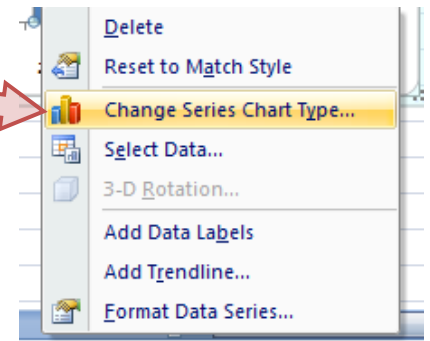 Delete
Reset to Match Style
Change Series Chart Type...
Select Data...
3-D Rotation...
Add Data Labels
Add Trendline...
Format Data Series...